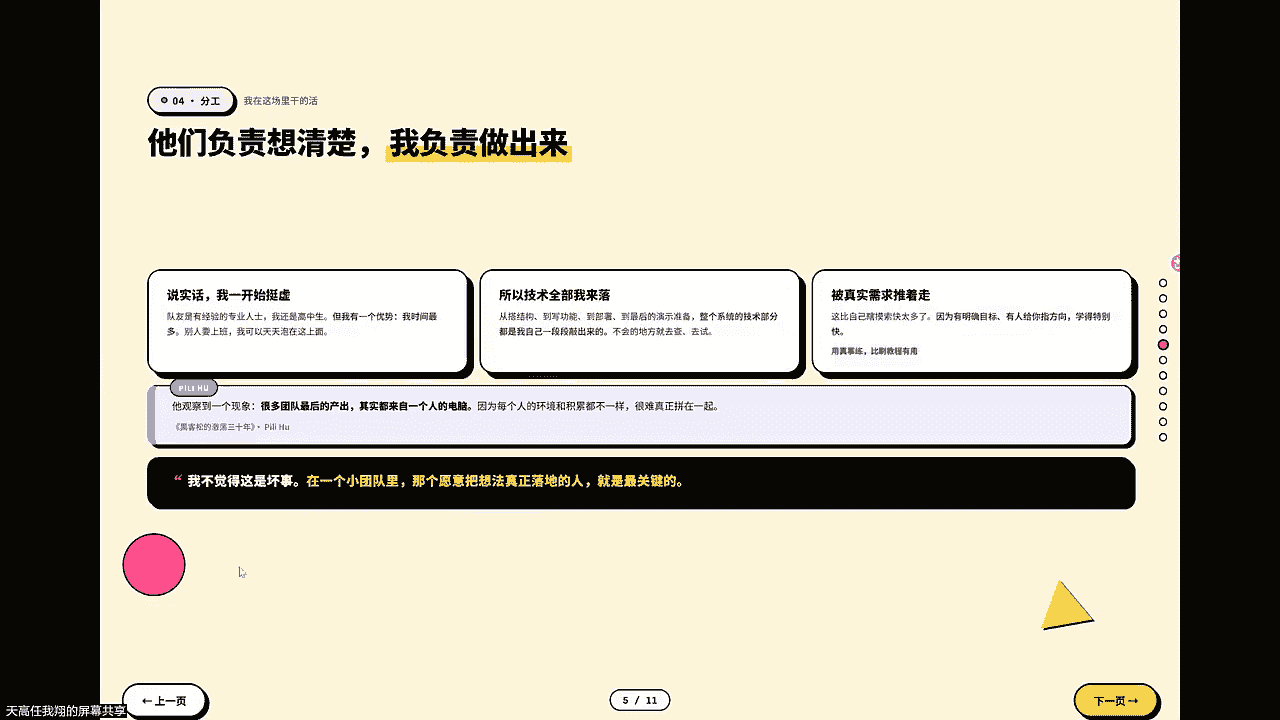 04 · 分工
我在这场里干的活
他们负责想清楚，我负责做出来
说实话，我一开始挺虚
队友是有经验的专业人士，我还是高中生。但我有一个优势：我时间最
多。别人要上班，我可以天天泡在这上面。
所以技术全部我来落
从搭结构、到写功能、到部署、到最后的演示准备，整个系统的技术部分
都是我自己一段段敲出来的。不会的地方就去查、去试。
被真实需求推着走
这比自己瞎摸索快太多了。因为有明确目标、有人给你指方向，学得特别
快。
用真事练，比刷教程有用
PILI HU
他观察到一个现象：很多团队最后的产出，其实都来自一个人的电脑。因为每个人的环境和积累都不一样，很难真正拼在一起。
《黑客松的激荡三十年》· Pili Hu
“ 我不觉得这是坏事。在一个小团队里，那个愿意把想法真正落地的人，就是最关键的。
← 上一页
5 / 11
下一页 →
天高任我翔的屏幕共享